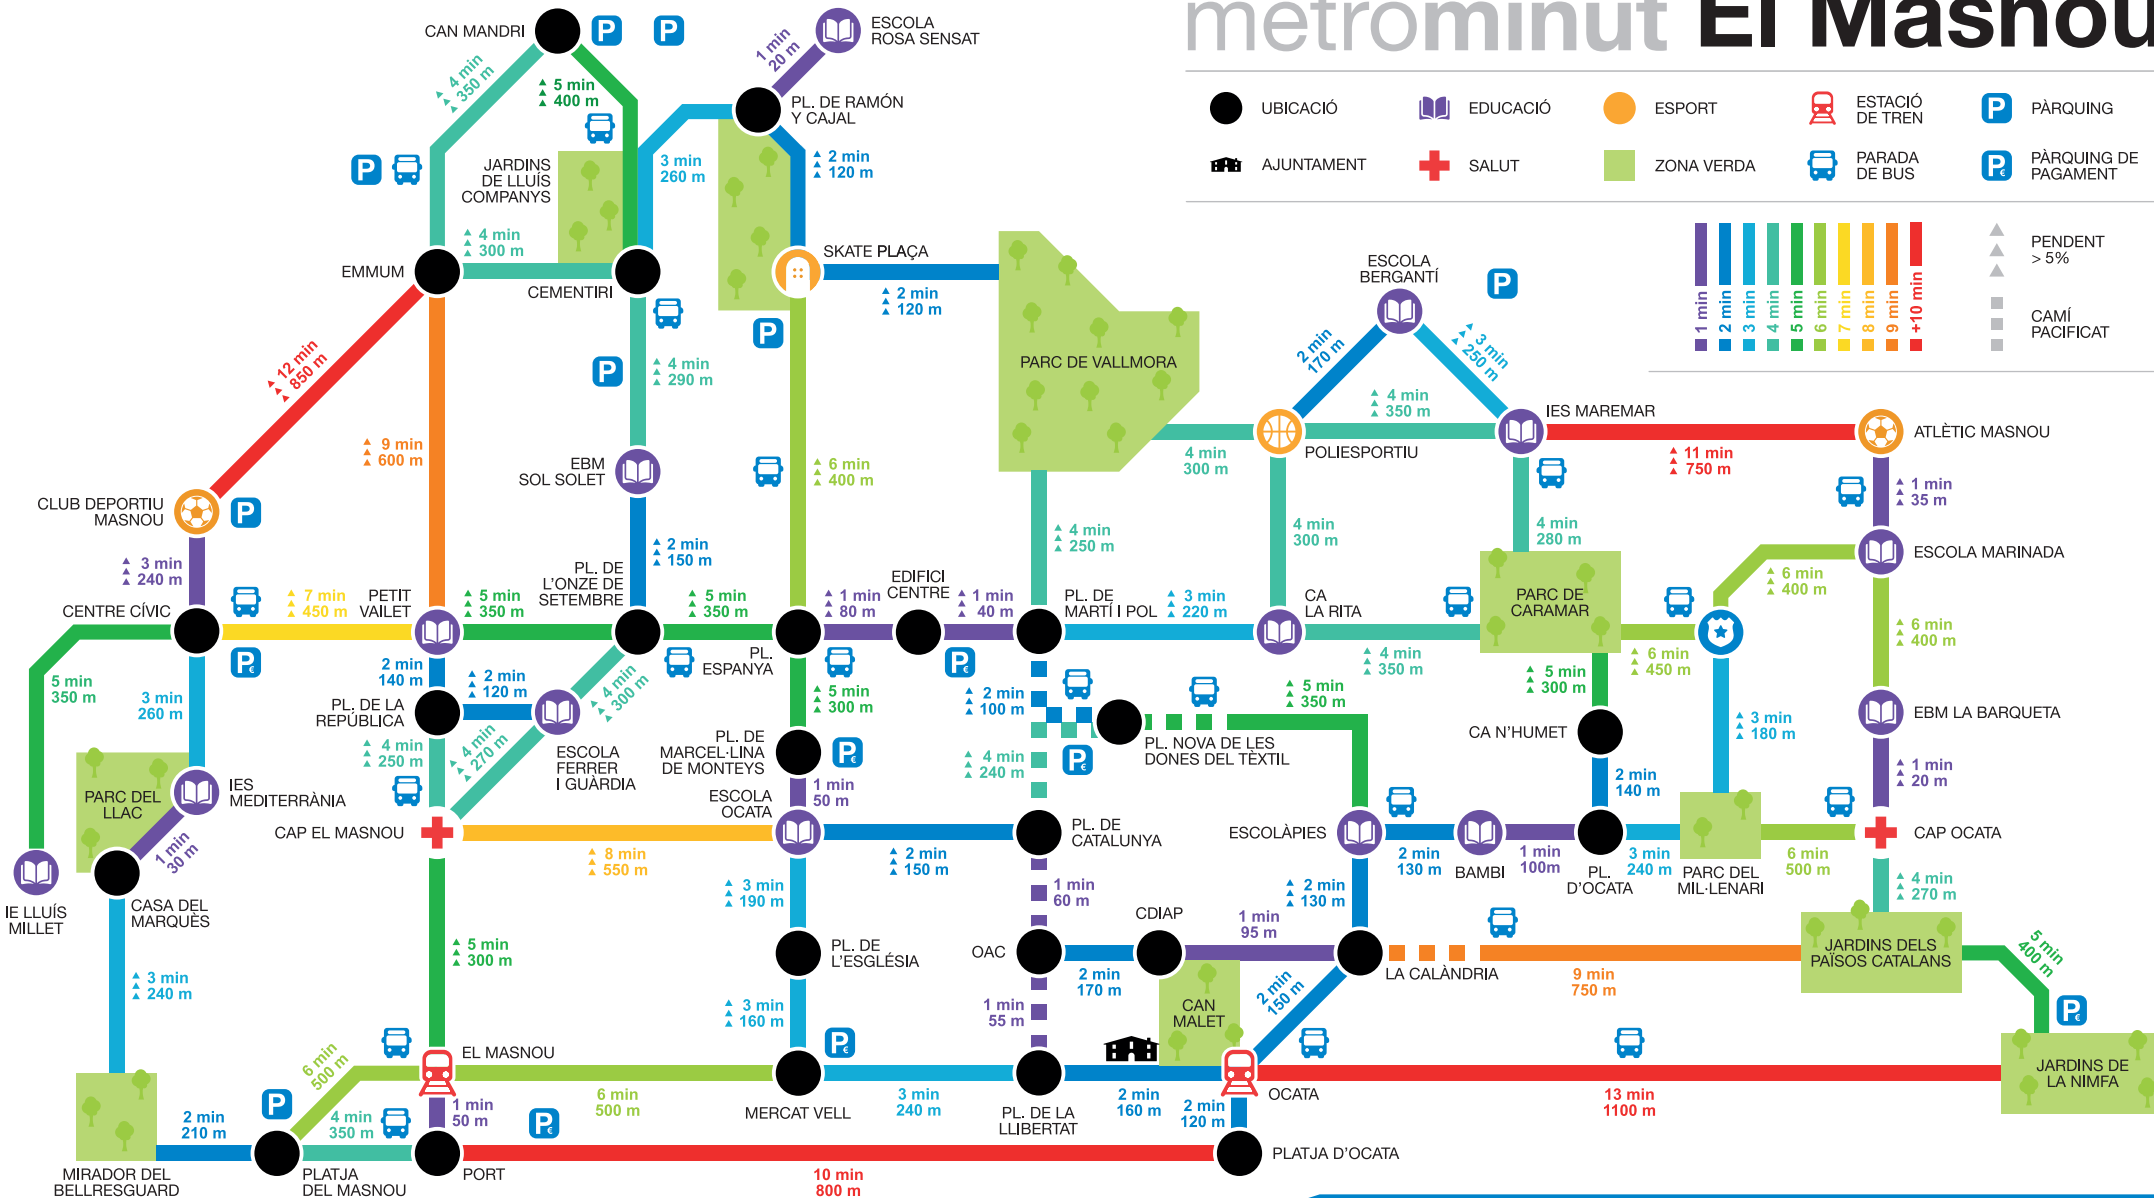 metrominut El Masnou
UBICACIÓ
EDUCACIÓ
ESPORT
ESTACIÓ
DE TREN
PÀRQUING
AJUNTAMENT
SALUT
ZONA VERDA
PARADA
DE BUS
PÀRQUING DE
PAGAMENT
1 min
2 min
3 min
4 min
5 min
6 min
7 min
8 min
9 min
+10 min
PENDENT
> 5%
CAMÍ
PACIFICAT
CAN MANDRI
P
P
1 min
20 m
ESCOLA
ROSA SENSAT
4 min
350 m
5 min
400 m
PL. DE RAMÓN
Y CAJAL
P
JARDINS
DE LLUÍS
COMPANYS
3 min
260 m
2 min
120 m
4 min
300 m
EMMUM
CEMENTIRI
SKATE PLAÇA
2 min
120 m
P
P
4 min
290 m
12 min
850 m
9 min
600 m
EBM
SOL SOLET
6 min
400 m
PARC DE VALLMORA
ESCOLA
BERGANTÍ
P
2 min
170 m
3 min
250 m
4 min
350 m
IES MAREMAR
POLIESPORTIU
4 min
300 m
11 min
750 m
ATLÈTIC MASNOU
CLUB DEPORTIU
MASNOU
P
3 min
240 m
2 min
150 m
4 min
250 m
4 min
300 m
4 min
280 m
1 min
35 m
ESCOLA MARINADA
CENTRE CÍVIC
7 min
450 m
PETIT
VAILET
5 min
350 m
PL. DE
L'ONZE DE
SETEMBRE
5 min
350 m
1 min
80 m
EDIFICI
CENTRE
1 min
40 m
PL. DE
MARTÍ I POL
3 min
220 m
CA
LA RITA
PARC DE
CARAMAR
6 min
400 m
6 min
400 m
P€
PL.
ESPANYA
P€
4 min
350 m
6 min
450 m
5 min
350 m
3 min
260 m
2 min
140 m
2 min
120 m
4 min
300 m
5 min
300 m
2 min
100 m
5 min
350 m
5 min
300 m
PL. DE LA
REPÚBLICA
4 min
250 m
4 min
270 m
ESCOLA
FERRER
I GUÀRDIA
PL. DE
MARCEL·LINA
DE MONTEYS
P€
4 min
240 m
P€
PL. NOVA DE LES
DONES DEL TÈXTIL
CA N'HUMET
3 min
180 m
EBM LA BARQUETA
PARC DEL
LLAC
IES
MEDITERRÀNIA
1 min
30 m
CAP EL MASNOU
8 min
550 m
ESCOLA
OCATA
1 min
50 m
2 min
150 m
PL. DE
CATALUNYA
ESCOLÀPIES
2 min
130 m
BAMBI
1 min
100m
2 min
140 m
PL.
D'OCATA
3 min
240 m
PARC DEL
MIL·LENARI
6 min
500 m
1 min
20 m
CAP OCATA
IE LLUÍS
MILLET
CASA DEL
MARQUÈS
3 min
190 m
1 min
60 m
2 min
130 m
4 min
270 m
3 min
240 m
5 min
300 m
PL. DE
L'ESGLÉSIA
OAC
CDIAP
1 min
95 m
2 min
170 m
LA CALÀNDRIA
9 min
750 m
JARDINS DELS
PAÏSOS CATALANS
5 min
400 m
3 min
160 m
1 min
55 m
CAN
MALET
2 min
150 m
P€
P€
6 min
500 m
EL MASNOU
6 min
500 m
MERCAT VELL
3 min
240 m
PL. DE LA
LLIBERTAT
2 min
160 m
OCATA
13 min
1100 m
JARDINS DE
LA NIMFA
P
1 min
50 m
P
2 min
120 m
MIRADOR DEL
BELLRESGUARD
2 min
210 m
PLATJA
DEL MASNOU
4 min
350 m
PORT
10 min
800 m
PLATJA D'OCATA